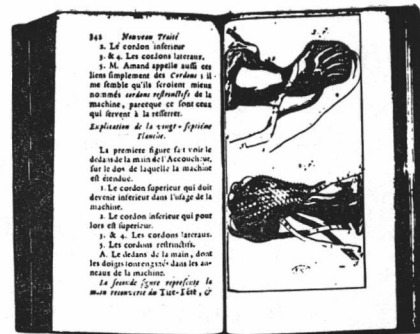 342 Nouveau Traité
2. Le cordon inferieur
3. & 4. Les cordons lateraux.
5. M. Amand appelle aussi ces
liens simplement des Cordons ; il
me semble qu'ils seroient mieux
nommés cordons restrinctifs de la
machine, parceque ce sont ceux
qui servent à la resserrer.
Explication de la vingt-septiéme
Planche.
La premiere figure fait voir le
dedans de la main de l'Accoucheur,
sur le dos de laquelle la machine
est étenduë.
1. Le cordon superieur qui doit
devenir inferieur dans l'usage de la
machine.
2. Le cordon inferieur qui pour
lors est superieur.
3. & 4. Les cordons lateraux.
5. Les cordons restrinctifs.
A. Le dedans de la main, dont
les doigts sont engagés dans les an-
neaux de la machine.
La seconde figure represente la
main recouverte du Tire-Tête, &